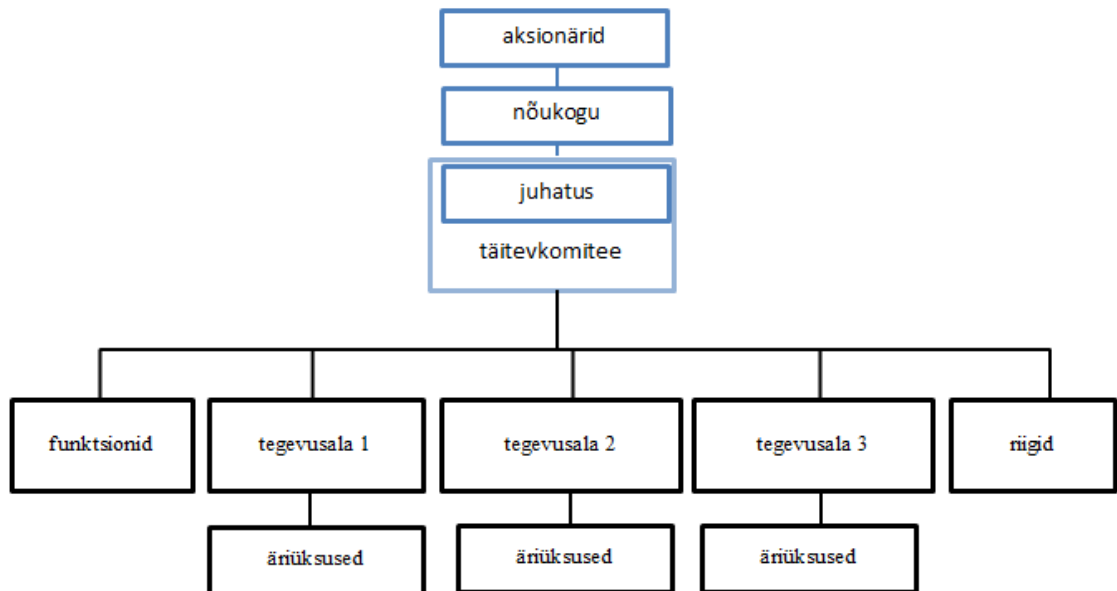 aksionärid
nõukogu
juhatus
täitevkomitee
funktsionid
tegevusala 1
tegevusala 2
tegevusala 3
riigid
äriüksused
äriüksused
äriüksused